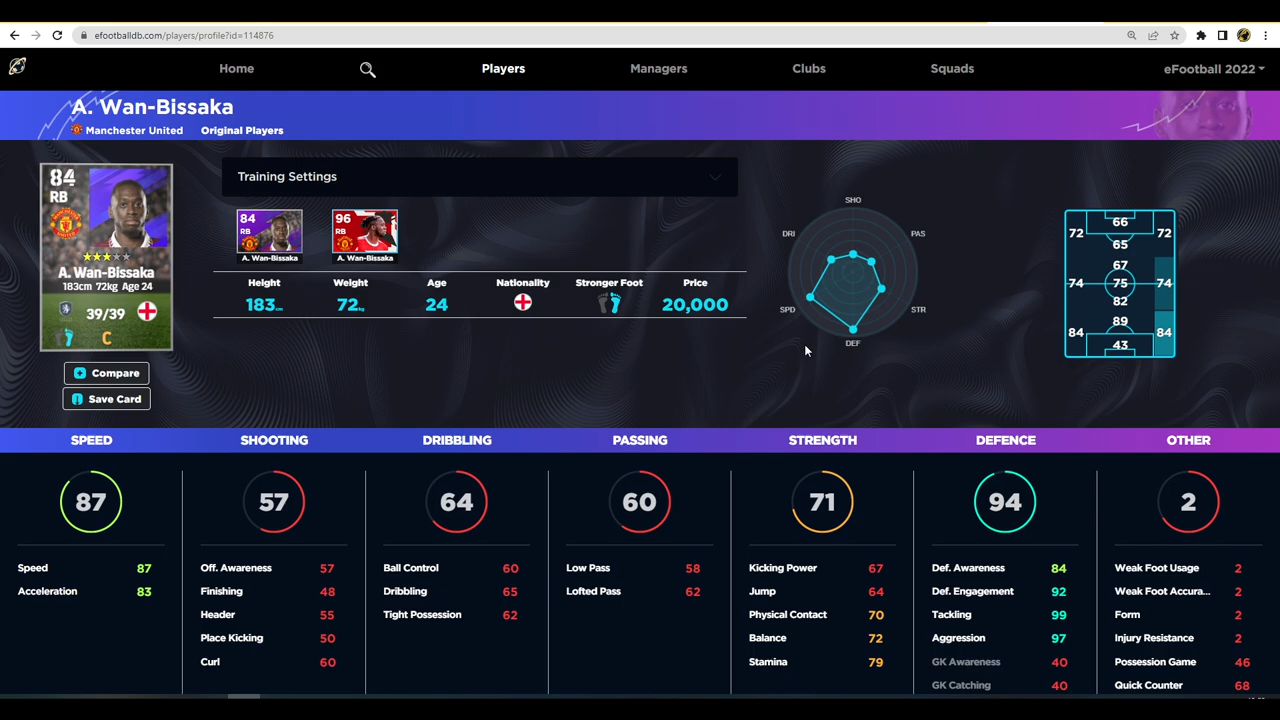 efootballdb.com/players/profile?id=114876
Home
Players
Managers
Clubs
Squads
eFootball 2022
A. Wan-Bissaka
Manchester United Original Players
84
RB
A. Wan-Bissaka
183cm 72kg Age 24
39/39
C
Compare
Save Card
Training Settings
84
RB
A. Wan-Bissaka
96
RB
A. Wan-Bissaka
Height Weight Age Nationality Stronger Foot Price
183cm 72kg 24 20,000
SHO
DRI PAS
SPD STR
DEF
66
72 72
65
67
74 75 74
82
89
84 84
43
SPEED
87
Speed 87
Acceleration 83
SHOOTING
57
Off. Awareness 57
Finishing 48
Header 55
Place Kicking 50
Curl 60
DRIBBLING
64
Ball Control 60
Dribbling 65
Tight Possession 62
PASSING
60
Low Pass 58
Lofted Pass 62
STRENGTH
71
Kicking Power 67
Jump 64
Physical Contact 70
Balance 72
Stamina 79
DEFENCE
94
Def. Awareness 84
Def. Engagement 92
Tackling 99
Aggression 97
GK Awareness 40
GK Catching 40
OTHER
2
Weak Foot Usage 2
Weak Foot Accura... 2
Form 2
Injury Resistance 2
Possession Game 46
Quick Counter 68